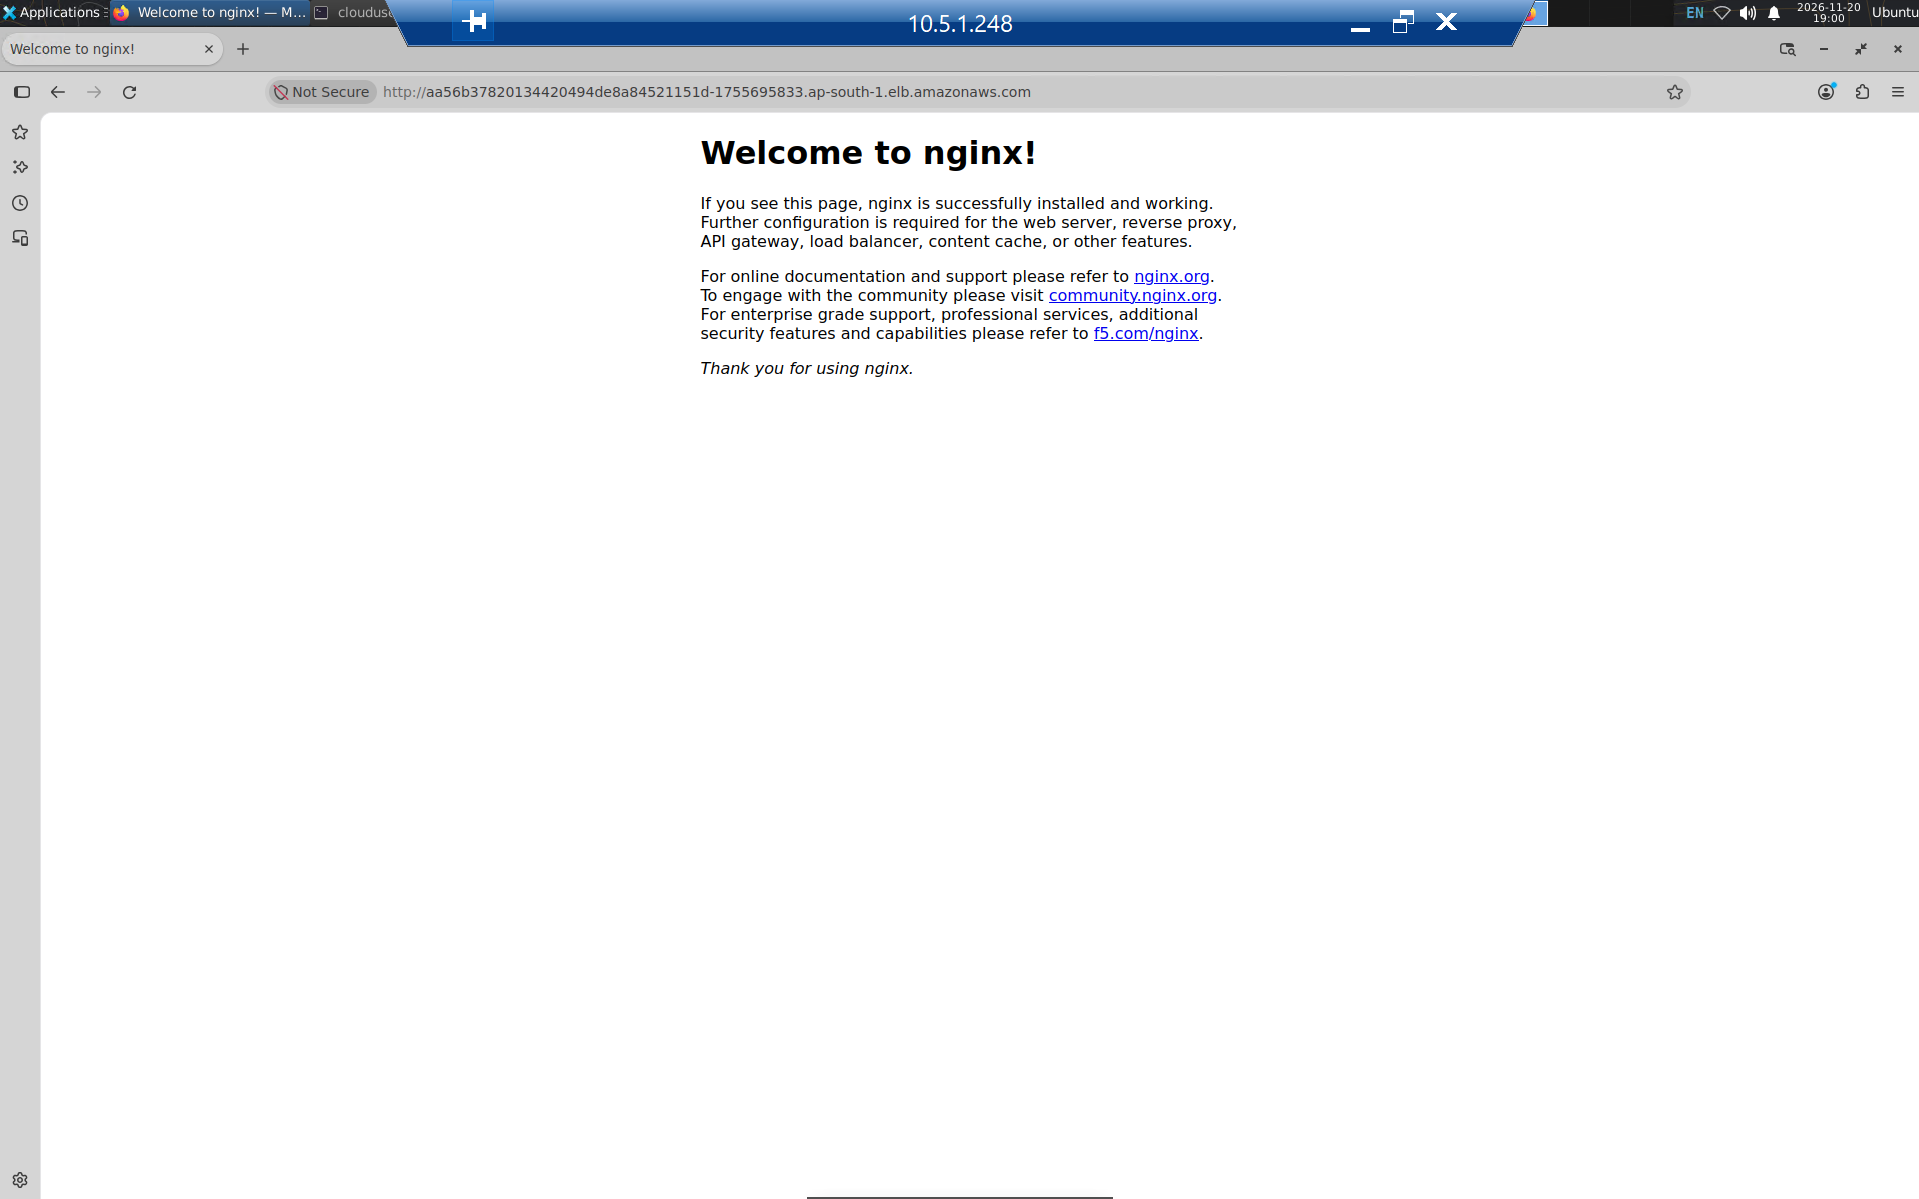 Applications
Welcome to nginx! — M...
clouduse
10.5.1.248
EN
2026-11-20
19:00
Ubuntu
Welcome to nginx!
Not Secure
http://aa56b37820134420494de8a84521151d-1755695833.ap-south-1.elb.amazonaws.com
Welcome to nginx!
If you see this page, nginx is successfully installed and working.
Further configuration is required for the web server, reverse proxy,
API gateway, load balancer, content cache, or other features.
For online documentation and support please refer to nginx.org.
To engage with the community please visit community.nginx.org.
For enterprise grade support, professional services, additional
security features and capabilities please refer to f5.com/nginx.
Thank you for using nginx.